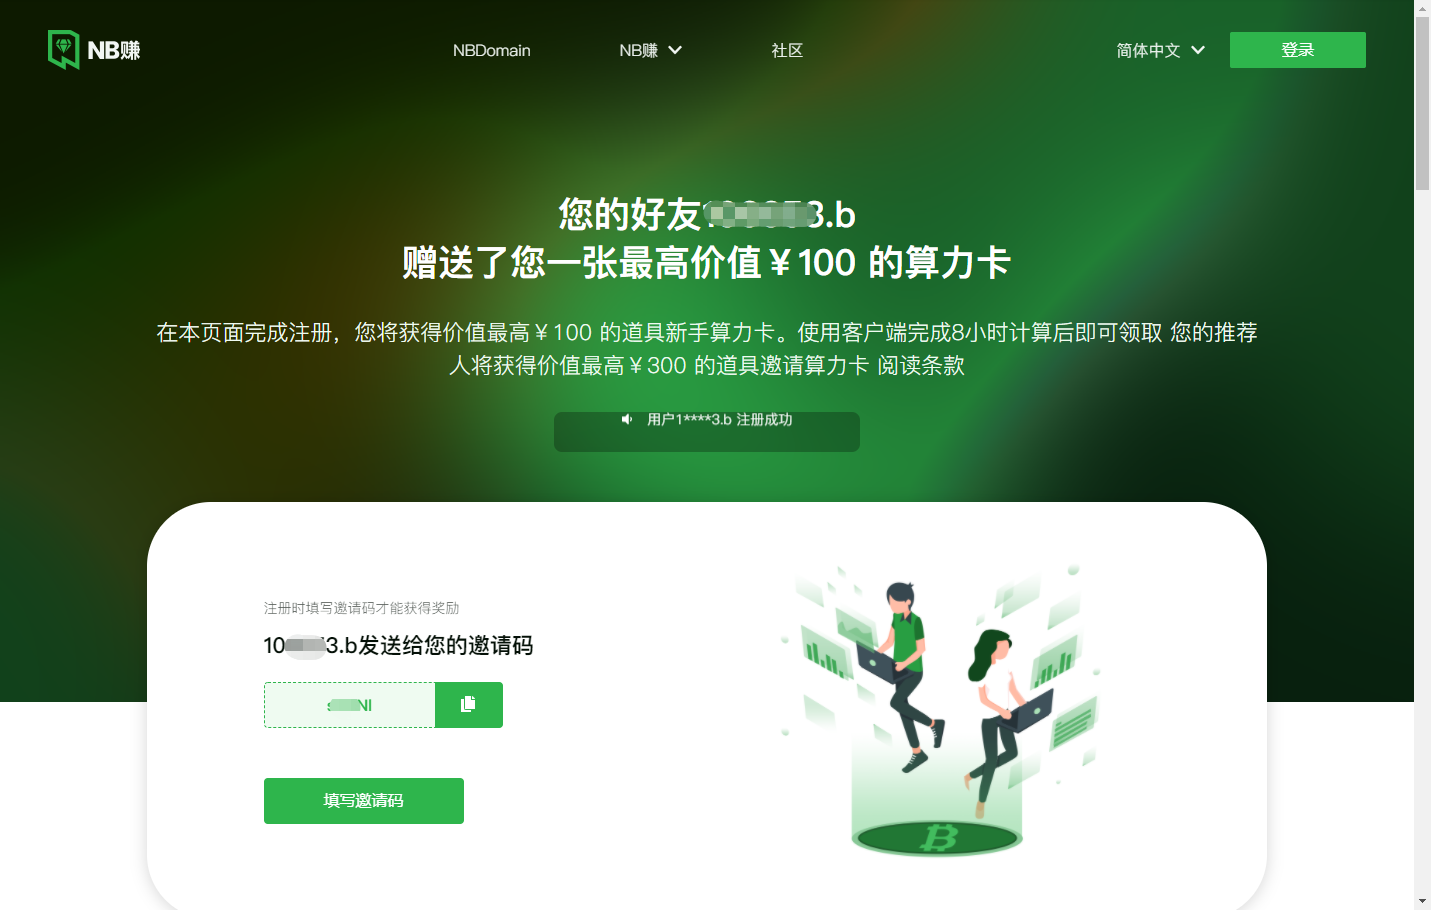 NB赚
NBDomain
NB赚
社区
简体中文
登录
您的好友 3.b
赠送了您一张最高价值￥100 的算力卡
在本页面完成注册，您将获得价值最高￥100 的道具新手算力卡。使用客户端完成8小时计算后即可领取 您的推荐
人将获得价值最高￥300 的道具邀请算力卡 阅读条款
用户1****3.b 注册成功
注册时填写邀请码才能获得奖励
10 3.b发送给您的邀请码
NI
填写邀请码